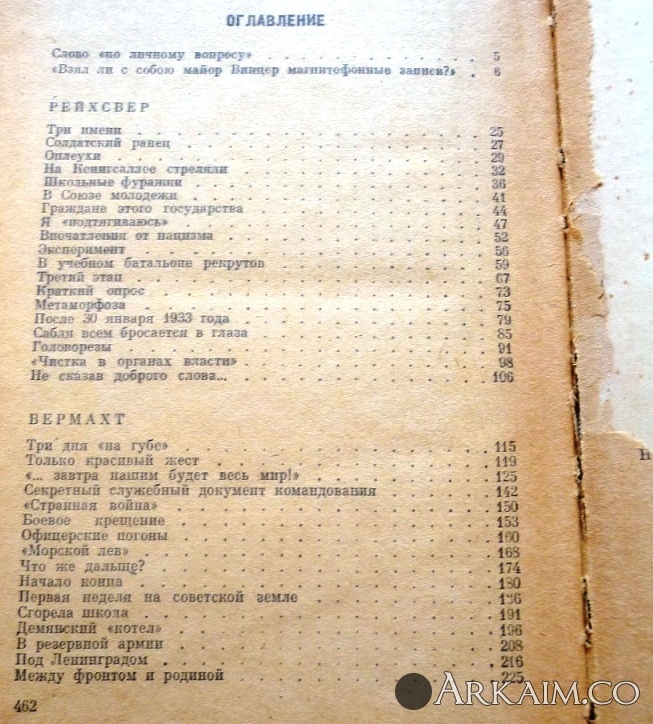 ОГЛАВЛЕНИЕ
Слово «по личному вопросу» . . . . . 5
«Взял ли с собою майор Винцер магнитофонные записи?» . 6
РЕЙХСВЕР
Три имени . . . . . 25
Солдатский ранец . . . . . 27
Оплеухи . . . . . 29
На Кенигсаллее стреляли . . . . . 32
Школьные фуражки . . . . . 36
В Союзе молодежи . . . . . 41
Граждане этого государства . . . . . 44
Я «подтягиваюсь» . . . . . 47
Впечатления от нацизма . . . . . 52
Эксперимент . . . . . 56
В учебном батальоне рекрутов . . . . . 59
Третий этап . . . . . 67
Краткий опрос . . . . . 73
Метаморфоза . . . . . 75
После 30 января 1933 года . . . . . 79
Сабля всем бросается в глаза . . . . . 85
Головорезы . . . . . 91
«Чистка в органах власти» . . . . . 98
Не сказав доброго слова... . . . . . 106
ВЕРМАХТ
Три дня «на губе» . . . . . 115
Только красивый жест . . . . . 119
«... завтра нашим будет весь мир!» . . . . . 125
Секретный служебный документ командования . . . . . 142
«Странная война» . . . . . 150
Боевое крещение . . . . . 153
Офицерские погоны . . . . . 160
«Морской лев» . . . . . 168
Что же дальше? . . . . . 174
Начало конца . . . . . 180
Первая неделя на советской земле . . . . . 186
Сгорела школа . . . . . 191
Демянский «котел» . . . . . 196
В резервной армии . . . . . 208
Под Ленинградом . . . . . 216
Между фронтом и родиной . . . . . 225
462
ARKAIM.CO